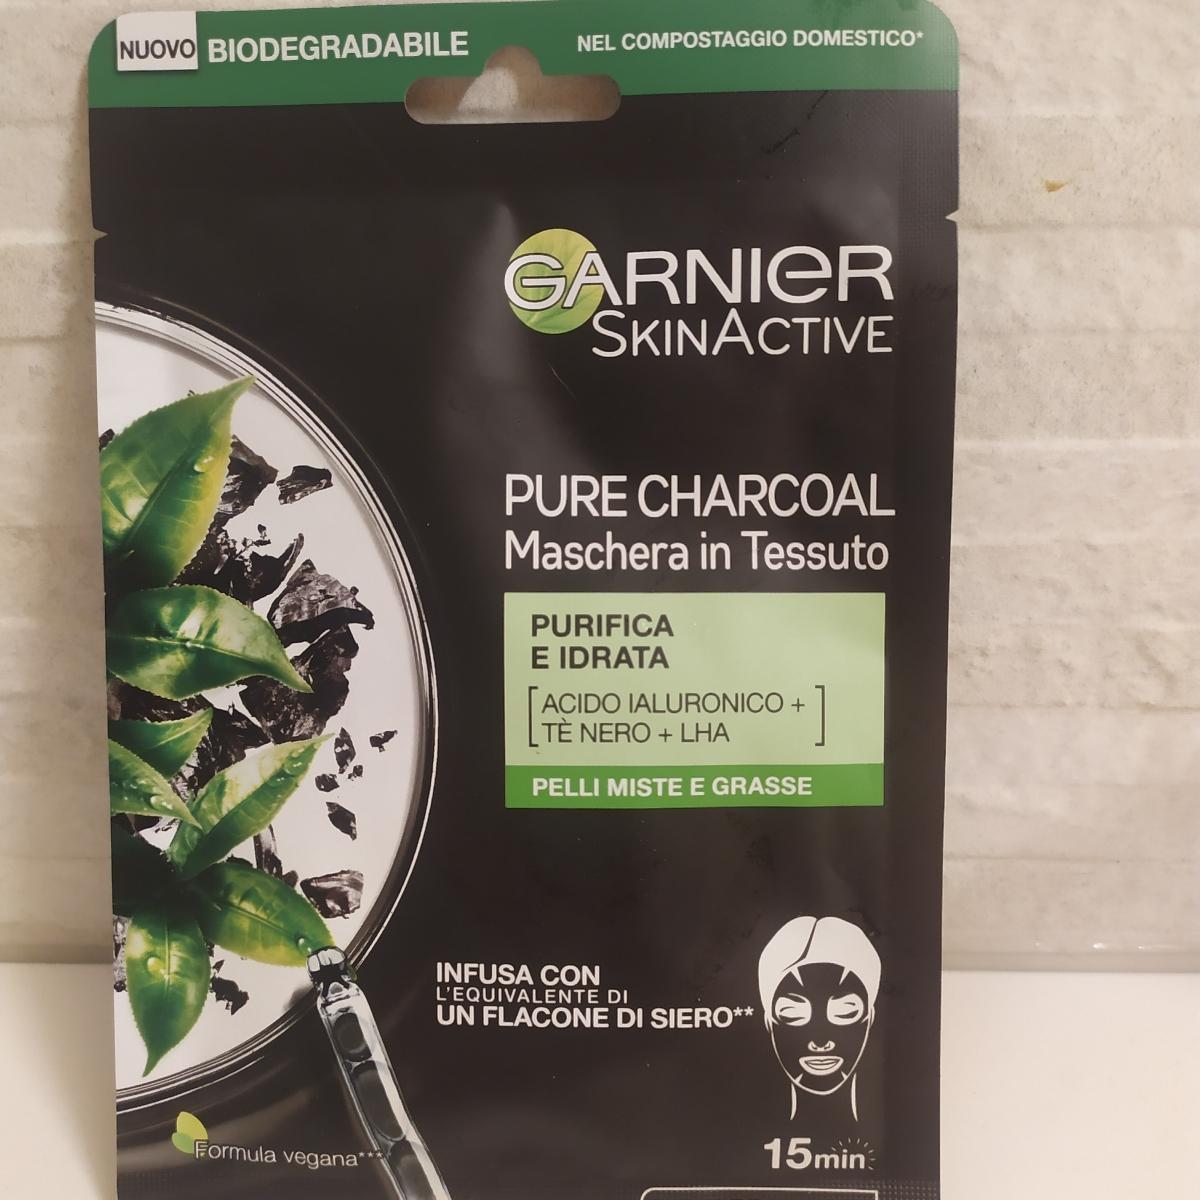 NUOVO BIODEGRADABILE NEL COMPOSTAGGIO DOMESTICO*
GARNIER
SKINACTIVE
PURE CHARCOAL
Maschera in Tessuto
PURIFICA
E IDRATA
[ACIDO IALURONICO +
TÈ NERO + LHA]
PELLI MISTE E GRASSE
INFUSA CON
L'EQUIVALENTE DI
UN FLACONE DI SIERO**
Formula vegana***
15min